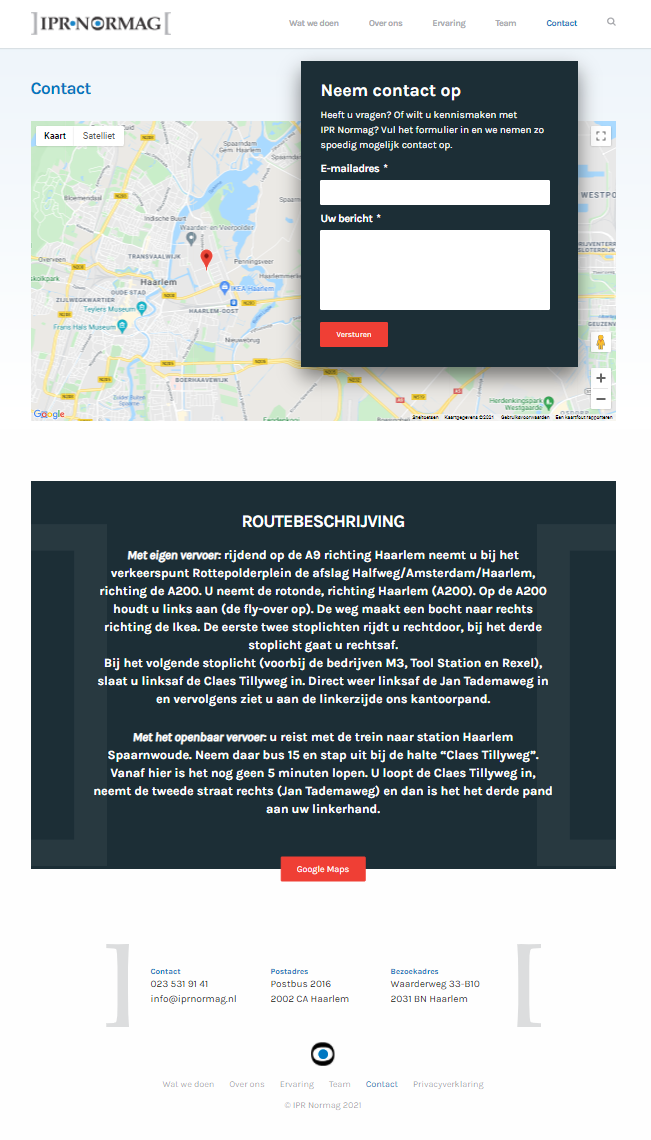 IPR NORMAG
Wat we doen Over ons Ervaring Team Contact
Contact
Neem contact op
Heeft u vragen? Of wilt u kennismaken met
IPR Normag? Vul het formulier in en we nemen zo
spoedig mogelijk contact op.
E-mailadres *
Uw bericht *
Versturen
Kaart Satelliet
Spaarndam
Gem. Haarlem
Bloemendaal
Indische Buurt
Waarder- en Veerpolder
TRANSVAALWIJK
Overveen
Penningsveer
Haarlem
Haarlemmerke
IKEA Haarlem
OUDE STAD
ZIJLWEGKWARTIER
Teylers Museum
HAARLEM-OOST
Frans Hals Museum
Nieuwebrug
BOERHAAVEWIJK
WESTPO
GEUZENV
Herdenkingspark
Westgaarde
Google
Sneltoetsen Kaartgegevens ©2021 Gebruiksvoorwaarden Een kaartfout rapporteren
ROUTEBESCHRIJVING
Met eigen vervoer: rijdend op de A9 richting Haarlem neemt u bij het
verkeerspunt Rottepolderplein de afslag Halfweg/Amsterdam/Haarlem,
richting de A200. U neemt de rotonde, richting Haarlem (A200). Op de A200
houdt u links aan (de fly-over op). De weg maakt een bocht naar rechts
richting de Ikea. De eerste twee stoplichten rijdt u rechtdoor, bij het derde
stoplicht gaat u rechtsaf.
Bij het volgende stoplicht (voorbij de bedrijven M3, Tool Station en Rexel),
slaat u linksaf de Claes Tillyweg in. Direct weer linksaf de Jan Tademaweg in
en vervolgens ziet u aan de linkerzijde ons kantoorpand.
Met het openbaar vervoer: u reist met de trein naar station Haarlem
Spaarnwoude. Neem daar bus 15 en stap uit bij de halte “Claes Tillyweg”.
Vanaf hier is het nog geen 5 minuten lopen. U loopt de Claes Tillyweg in,
neemt de tweede straat rechts (Jan Tademaweg) en dan is het het derde pand
aan uw linkerhand.
Google Maps
Contact Postadres Bezoekadres
023 531 91 41 Postbus 2016 Waarderweg 33-B10
info@iprnormag.nl 2002 CA Haarlem 2031 BN Haarlem
Wat we doen Over ons Ervaring Team Contact Privacyverklaring
© IPR Normag 2021